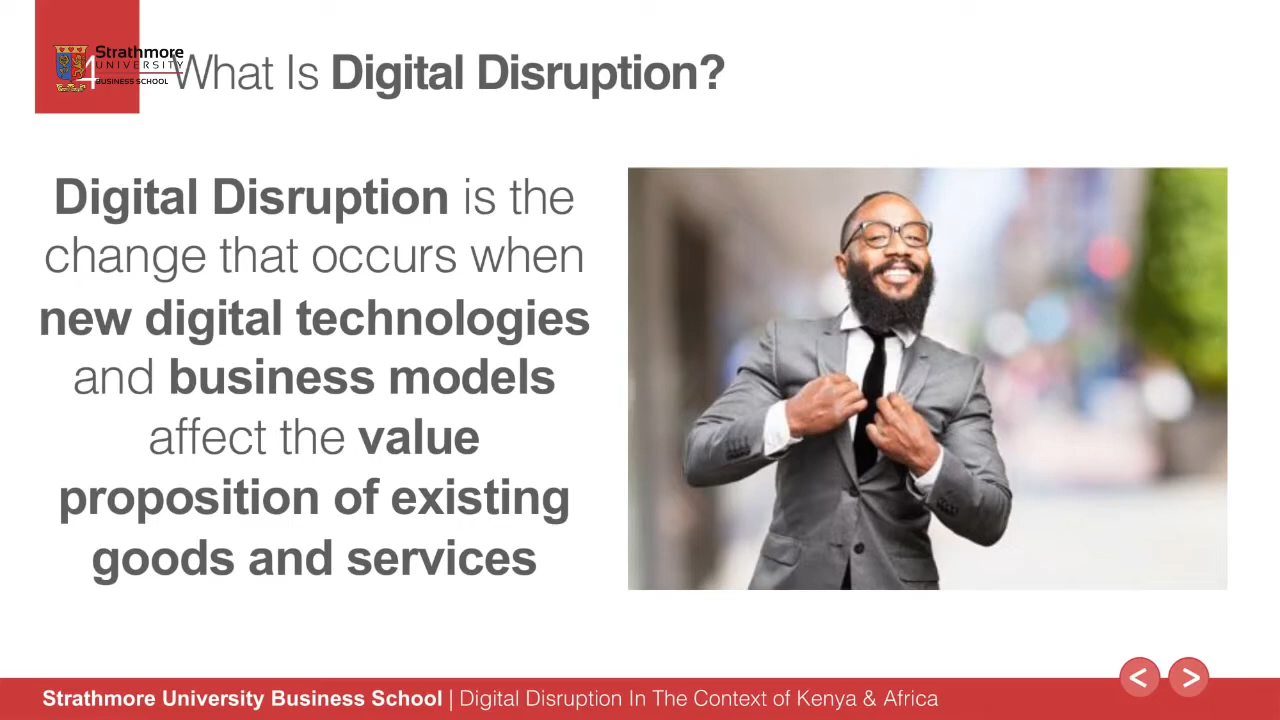 Strathmore
UNIVERSITY
BUSINESS SCHOOL
4
What Is Digital Disruption?
Digital Disruption is the
change that occurs when
new digital technologies
and business models
affect the value
proposition of existing
goods and services
Strathmore University Business School | Digital Disruption In The Context of Kenya & Africa